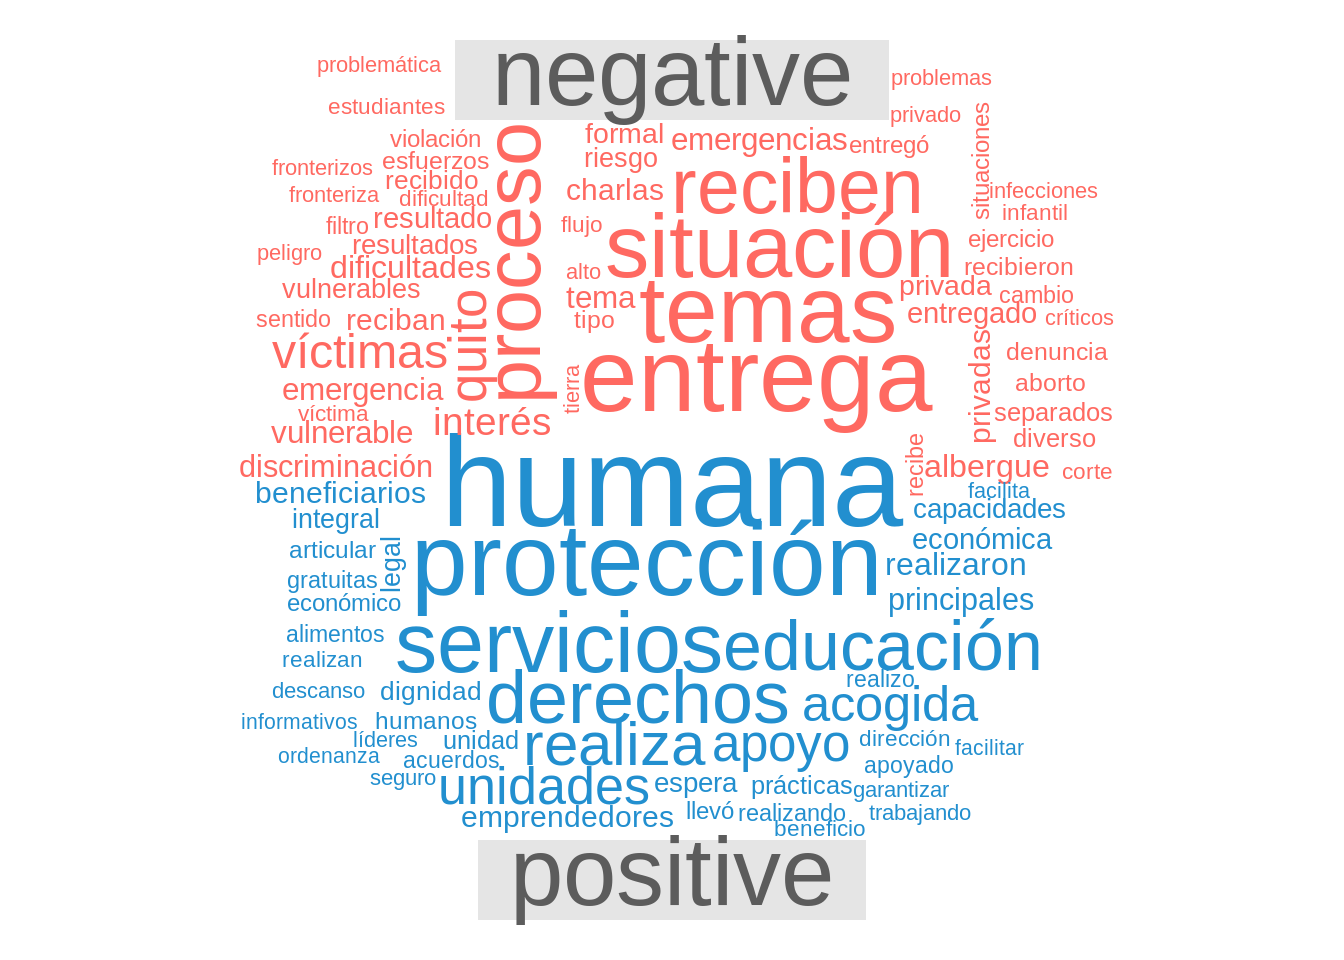 negative
problemática
problemas
estudiantes
privado
violación
formal
emergencias
entregó
situaciones
fronterizos
esfuerzos
riesgo
recibido
reciben
fronteriza
dificultad
charlas
infecciones
proceso
filtro
resultado
flujo
situación
infantil
peligro
resultados
ejercicio
dificultades
alto
recibieron
vulnerables
tema
temas
privada
cambio
sentido
reciban
quito
tipo
entregado
críticos
víctimas
entrega
denuncia
emergencia
tierra
privadas
aborto
víctima
separados
vulnerable
interés
diverso
discriminación
recibe
albergue
corte
humana
beneficiarios
facilita
integral
capacidades
articular
legal
protección
económica
gratuitas
realizaron
económico
principales
alimentos
servicios
educación
realizan
realizo
descanso
dignidad
derechos
acogida
informativos
humanos
líderes
unidad
realiza
apoyo
dirección
ordenanza
acuerdos
facilitar
seguro
unidades
espera
prácticas
apoyado
garantizar
emprendedores
llevó
realizando
trabajando
beneficio
positive